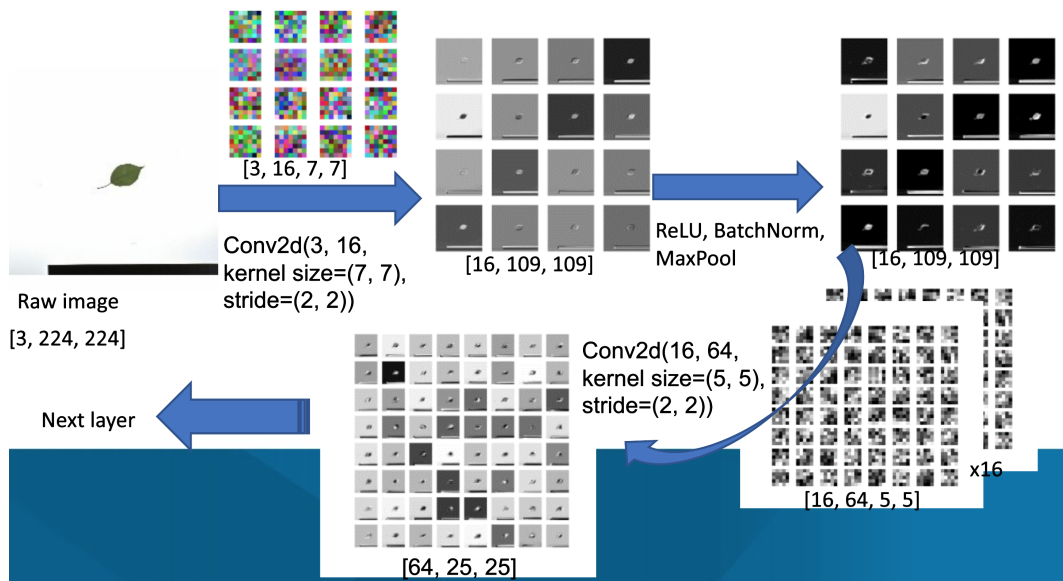 [3, 16, 7, 7]
Conv2d(3, 16,
kernel size=(7, 7),
stride=(2, 2))
Raw image
[3, 224, 224]
[16, 109, 109]
ReLU, BatchNorm,
MaxPool
[16, 109, 109]
Conv2d(16, 64,
kernel size=(5, 5),
stride=(2, 2))
x16
[16, 64, 5, 5]
[64, 25, 25]
Next layer